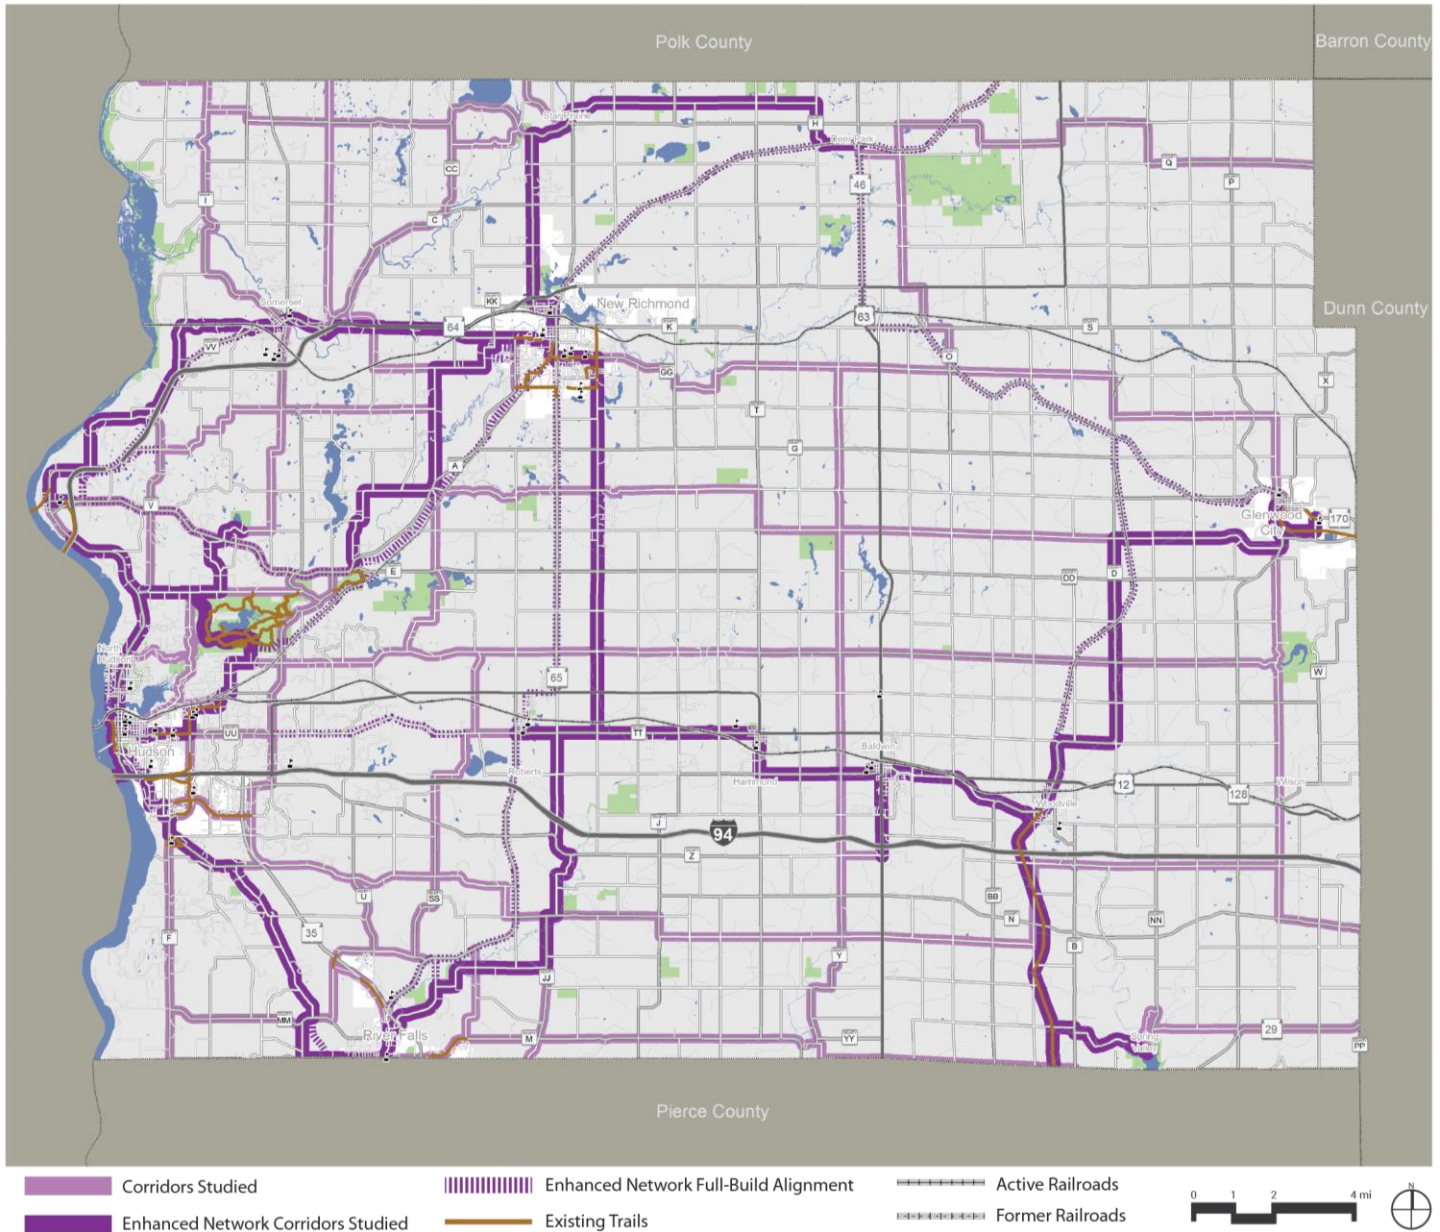 Polk County
Barron County
Star Prairie
H
Deer Park
CC
Q
46
P
I
C
Somerset
KK
New Richmond
Dunn County
64
K
63
S
VV
O
GG
X
T
A
G
V
Glenwood
City
170
E
DD
D
North
Hudson
W
65
UU
TT
Hudson
Baldwin
Roberts
Hammond
12
Wilson
128
Woodville
J
94
Z
U
SS
BB
N
NN
F
35
B
Y
JJ
MM
River Falls
M
YY
29
Spring
Valley
PP
Pierce County
Corridors Studied
Enhanced Network Full-Build Alignment
Active Railroads
0 1 2 4 mi
N
Enhanced Network Corridors Studied
Existing Trails
Former Railroads